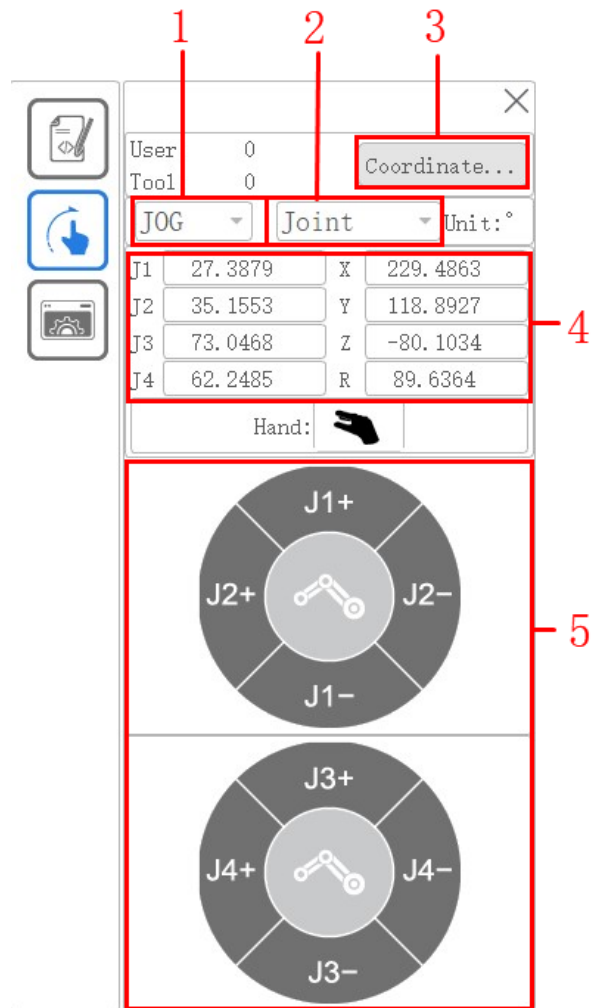 1 2 3
User 0
Tool 0
Coordinate...
JOG Joint Unit:°
J1 27.3879 X 229.4863
J2 35.1553 Y 118.8927
J3 73.0468 Z -80.1034
J4 62.2485 R 89.6364
4
Hand:
J1+
J2+ J2−
J1−
5
J3+
J4+ J4−
J3−